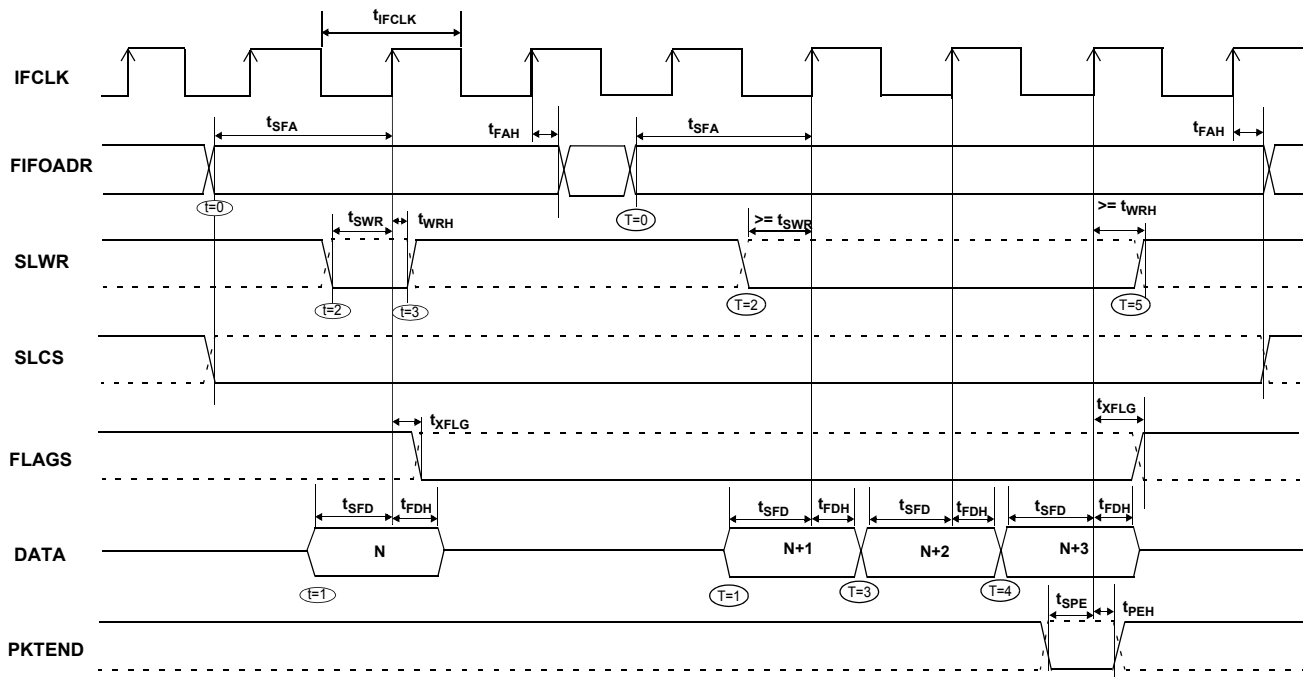 tIFCLK
IFCLK
tSFA
tFAH
tSFA
tFAH
FIFOADR
t=0
tSWR
tWRH
T=0
>= tSWR
>= tWRH
SLWR
t=2
t=3
T=2
T=5
SLCS
tXFLG
tXFLG
FLAGS
tSFD
tFDH
tSFD
tFDH
tSFD
tFDH
tSFD
tFDH
DATA
N
N+1
N+2
N+3
t=1
T=1
T=3
T=4
tSPE
tPEH
PKTEND